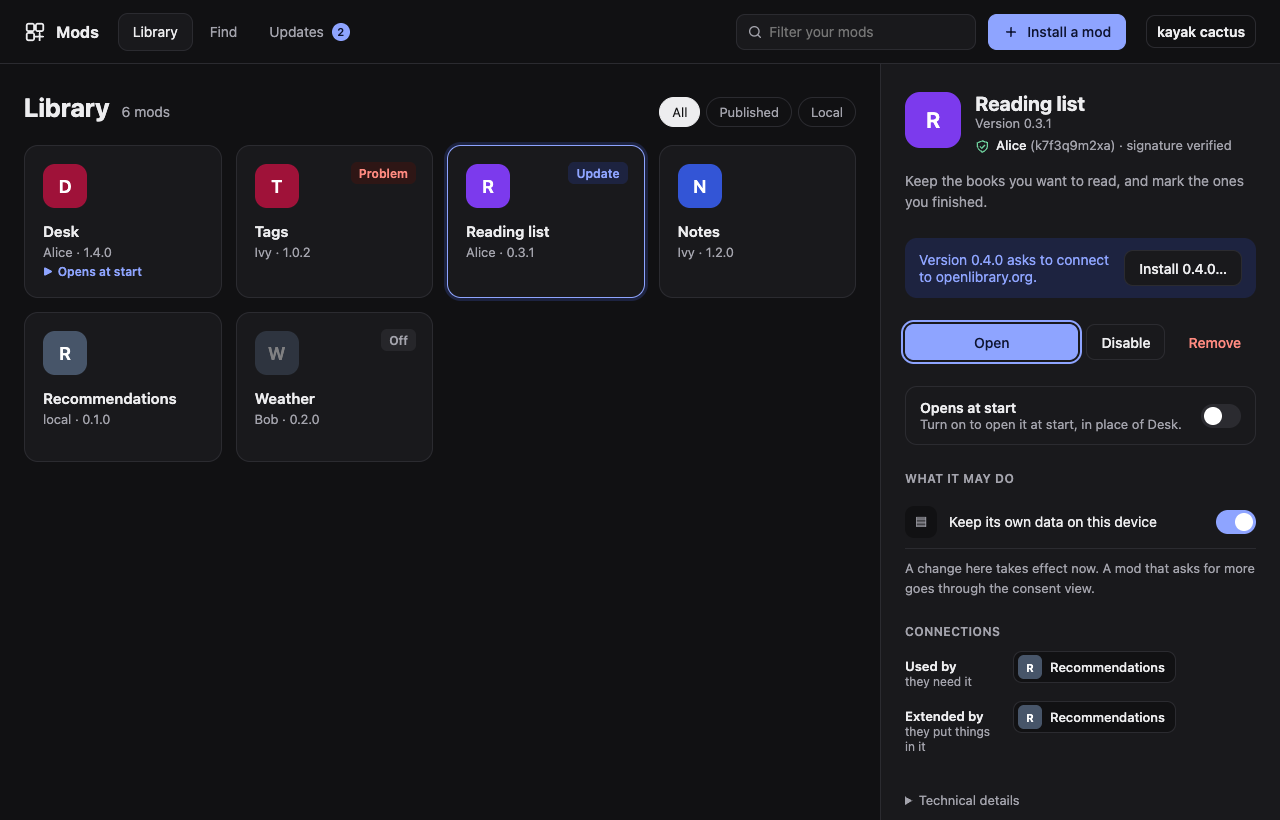 Mods
Library
Find
Updates 2
Filter your mods
+ Install a mod
kayak cactus
Library
6 mods
All
Published
Local
D
Desk
Alice · 1.4.0
Opens at start
T
Problem
Tags
Ivy · 1.0.2
R
Update
Reading list
Alice · 0.3.1
N
Notes
Ivy · 1.2.0
R
Recommendations
local · 0.1.0
W
Off
Weather
Bob · 0.2.0
R
Reading list
Version 0.3.1
Alice (k7f3q9m2xa) · signature verified
Keep the books you want to read, and mark the ones
you finished.
Version 0.4.0 asks to connect
to openlibrary.org.
Install 0.4.0...
Open
Disable
Remove
Opens at start
Turn on to open it at start, in place of Desk.
WHAT IT MAY DO
Keep its own data on this device
A change here takes effect now. A mod that asks for more
goes through the consent view.
CONNECTIONS
Used by
they need it
R Recommendations
Extended by
they put things
in it
R Recommendations
Technical details